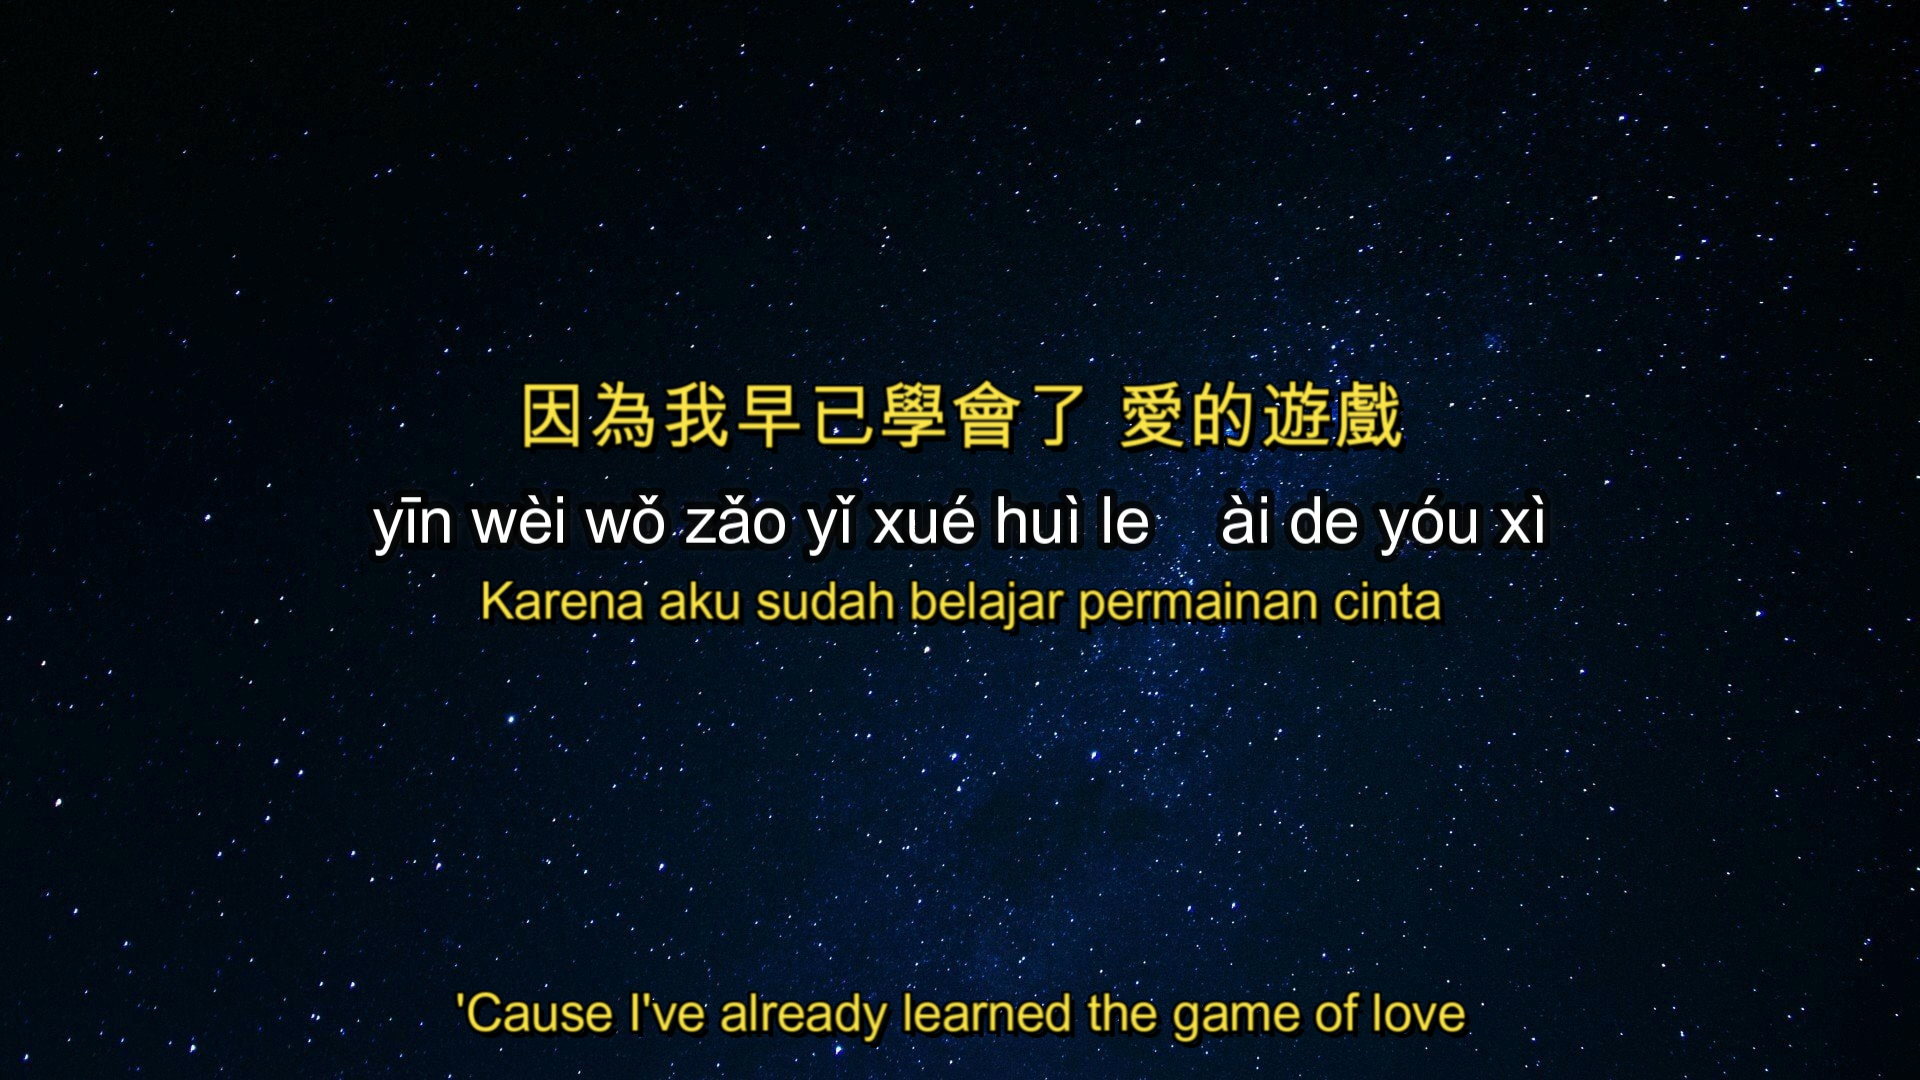 因為我早已學會了 愛的遊戲
yīn wèi wǒ zǎo yǐ xué huì le ài de yóu xì
Karena aku sudah belajar permainan cinta
'Cause I've already learned the game of love